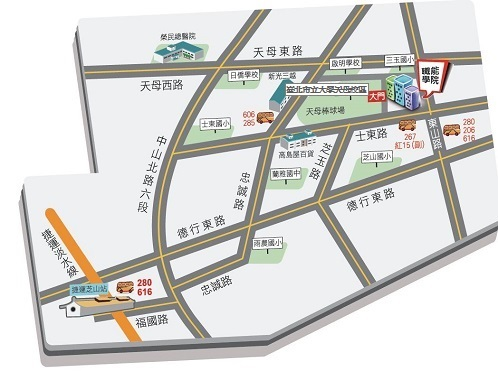 榮民總醫院
天母東路
天母西路
日僑學校
新光三越
啟明學校
三玉國小
職能
學院
臺北市立大學天母校區
大門
天母棒球場
士東國小
606
285
高島屋百貨
士東路
267
紅15(副)
東山路
280
206
616
中山北路六段
忠誠路
芝玉路
芝山國小
蘭雅國中
德行東路
德行東路
雨農國小
忠誠路
捷運淡水線
捷運芝山站
280
616
福國路